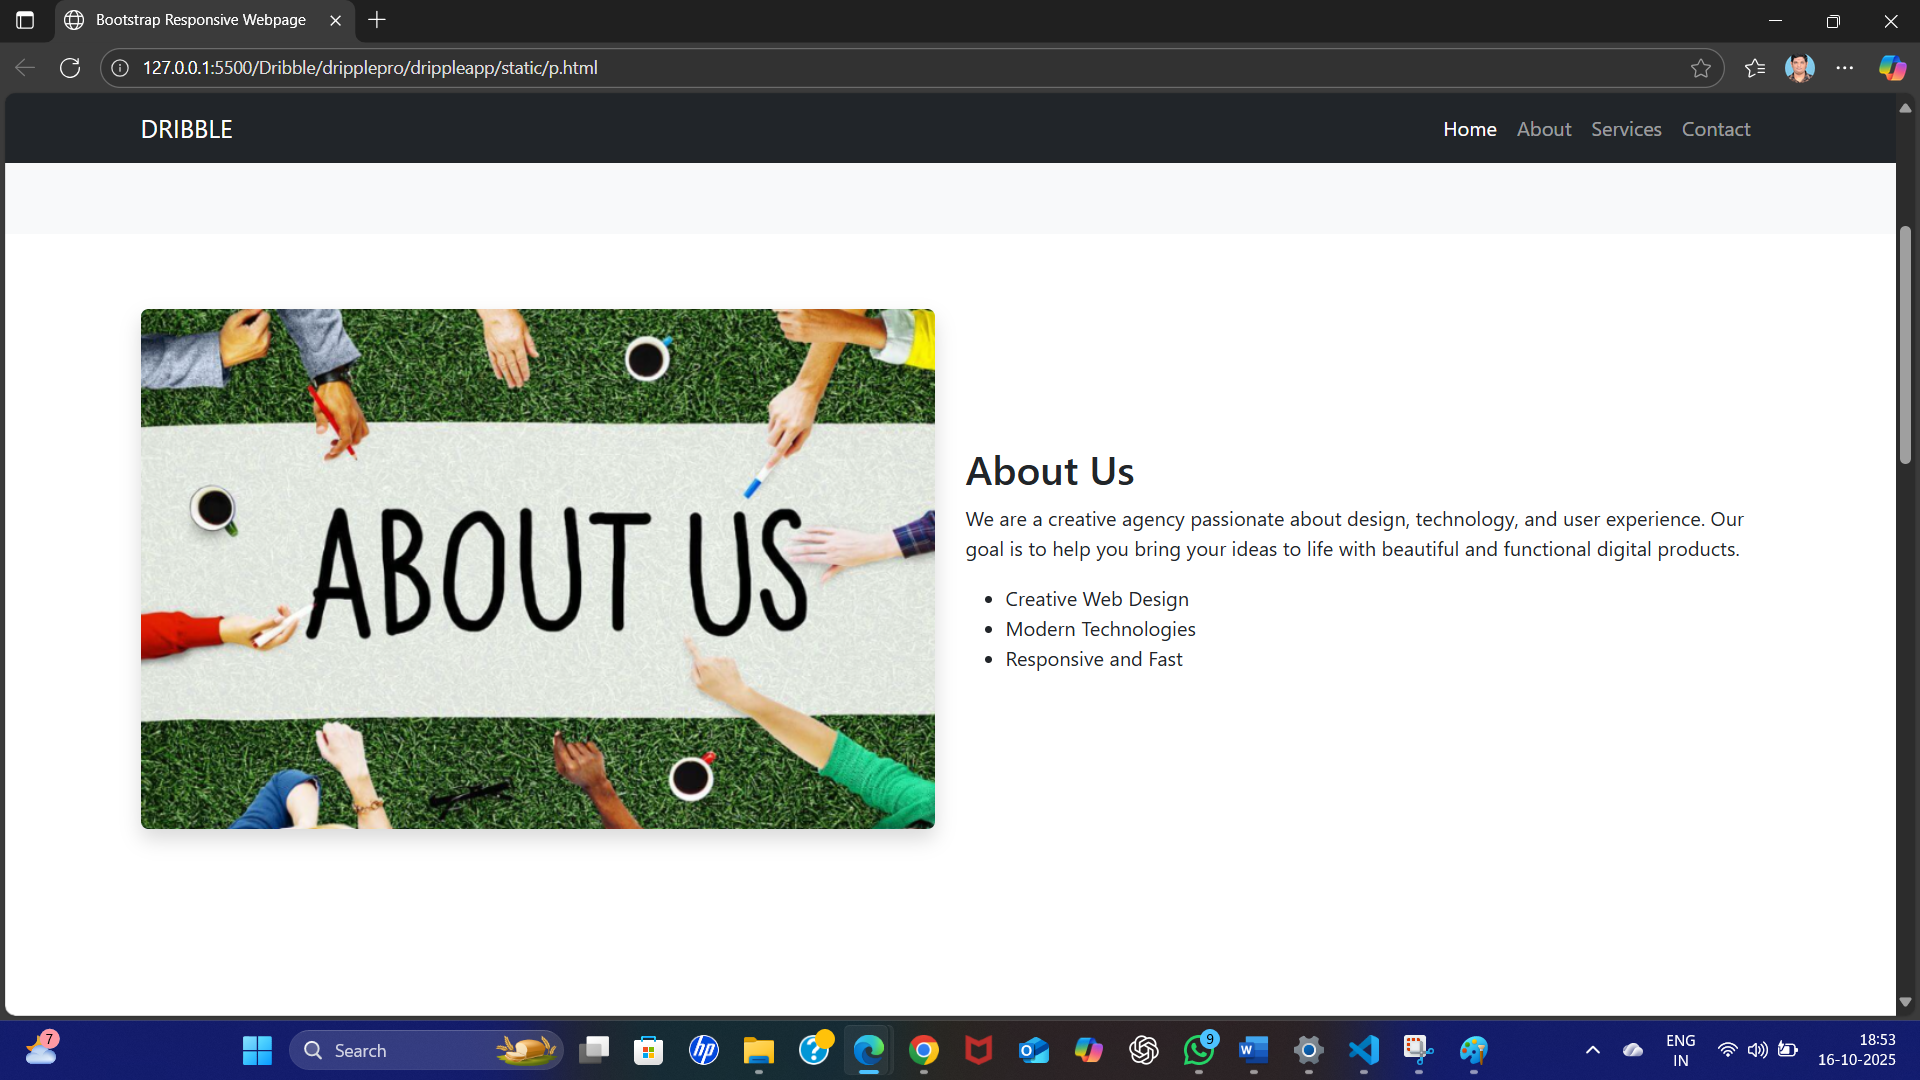 Bootstrap Responsive Webpage
127.0.0.1:5500/Dribble/dripplepro/drippleapp/static/p.html
DRIBBLE
Home About Services Contact
ABOUT US
About Us
We are a creative agency passionate about design, technology, and user experience. Our
goal is to help you bring your ideas to life with beautiful and functional digital products.
• Creative Web Design
• Modern Technologies
• Responsive and Fast
7
Search
hp
9
ENG
IN
18:53
16-10-2025